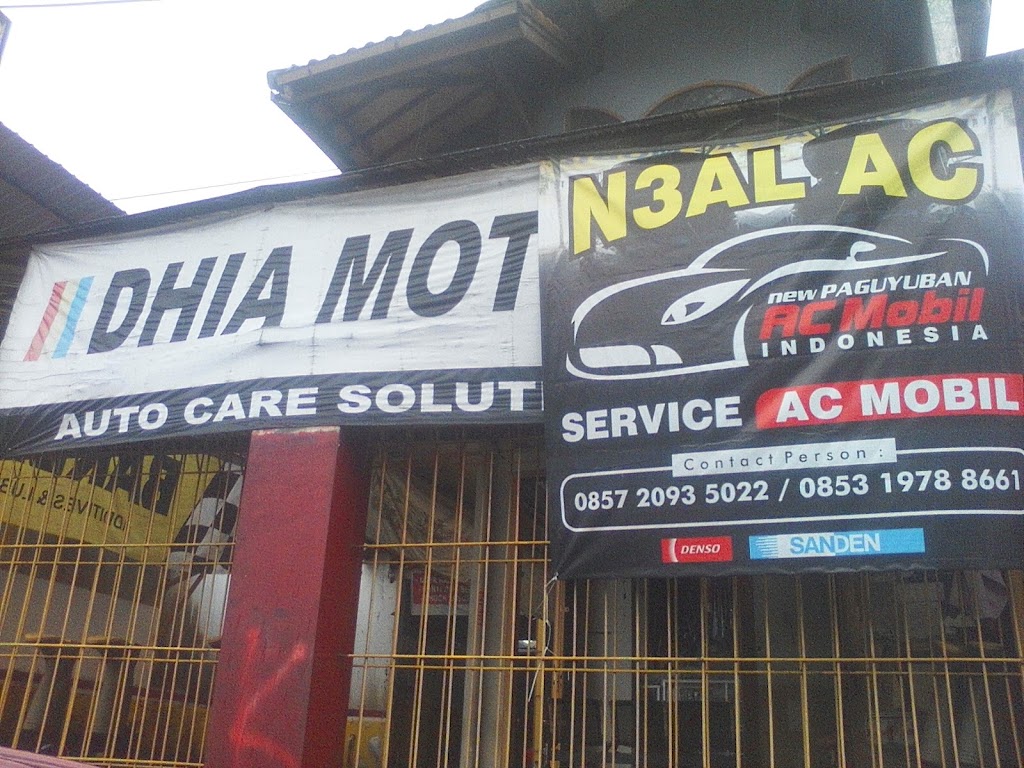 DHIA MOT
AUTO CARE SOLUT
N3AL AC
new PAGUYUBAN
AC Mobil
INDONESIA
SERVICE AC MOBIL
Contact Person :
0857 2093 5022 / 0853 1978 8661
DENSO
SANDEN